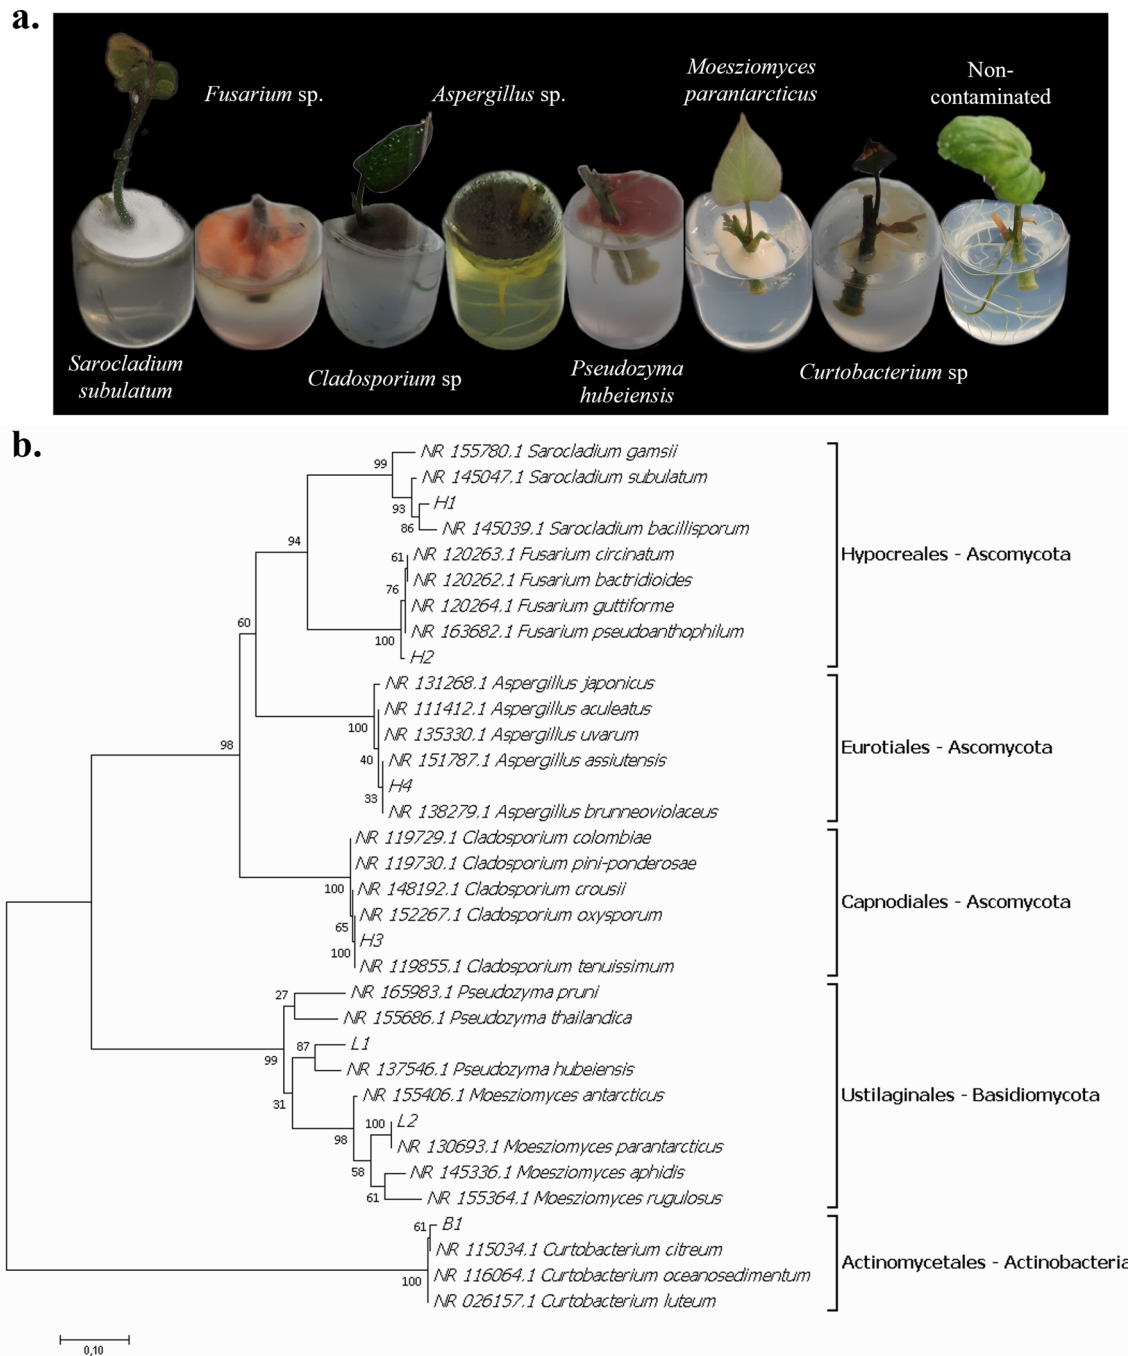 a.
Fusarium sp.
Aspergillus sp.
Moesziomyces
parantarcticus
Non-
contaminated
Sarocladium
subulatum
Cladosporium sp
Pseudozyma
hubeiensis
Curtobacterium sp
b.
NR 155780.1 Sarocladium gamsii
99
NR 145047.1 Sarocladium subulatum
H1
93
86
NR 145039.1 Sarocladium bacillisporum
94
Hypocreales - Ascomycota
61
NR 120263.1 Fusarium circinatum
NR 120262.1 Fusarium bactridioides
76
NR 120264.1 Fusarium guttiforme
60
NR 163682.1 Fusarium pseudoanthophilum
100
H2
NR 131268.1 Aspergillus japonicus
NR 111412.1 Aspergillus aculeatus
100
NR 135330.1 Aspergillus uvarum
98
Eurotiales - Ascomycota
40
NR 151787.1 Aspergillus assiutensis
H4
33
NR 138279.1 Aspergillus brunneoviolaceus
NR 119729.1 Cladosporium colombiae
NR 119730.1 Cladosporium pini-ponderosae
100
NR 148192.1 Cladosporium crousii
Capnodiales - Ascomycota
NR 152267.1 Cladosporium oxysporum
65
H3
100
NR 119855.1 Cladosporium tenuissimum
27
NR 165983.1 Pseudozyma pruni
NR 155686.1 Pseudozyma thailandica
99
87
L1
NR 137546.1 Pseudozyma hubeiensis
31
NR 155406.1 Moesziomyces antarcticus
Ustilaginales - Basidiomycota
100
L2
98
NR 130693.1 Moesziomyces parantarcticus
58
NR 145336.1 Moesziomyces aphidis
61
NR 155364.1 Moesziomyces rugulosus
61
B1
NR 115034.1 Curtobacterium citreum
Actinomycetales - Actinobacteria
100
NR 116064.1 Curtobacterium oceanosedimentum
NR 026157.1 Curtobacterium luteum
0,10